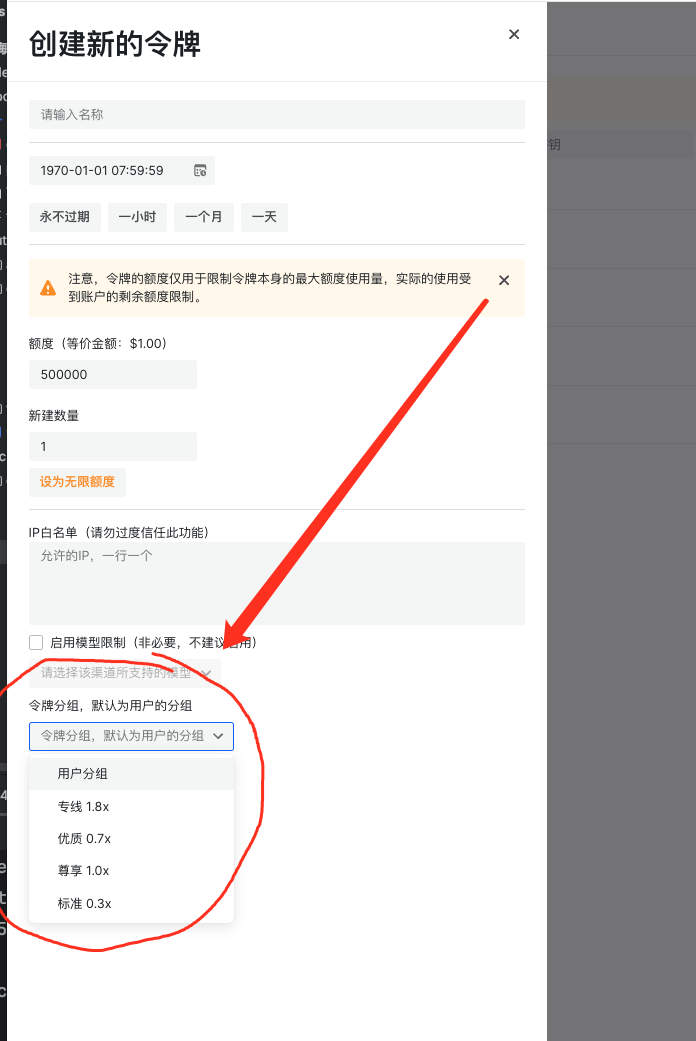 创建新的令牌
请输入名称
1970-01-01 07:59:59
永不过期
一小时
一个月
一天
注意，令牌的额度仅用于限制令牌本身的最大额度使用量，实际的使用受
到账户的剩余额度限制。
额度（等价金额：$1.00）
500000
新建数量
1
设为无限额度
IP白名单（请勿过度信任此功能）
允许的IP，一行一个
启用模型限制（非必要，不建议启用）
请选择该渠道所支持的模型
令牌分组，默认为用户的分组
令牌分组，默认为用户的分组
用户分组
专线 1.8x
优质 0.7x
尊享 1.0x
标准 0.3x
钥